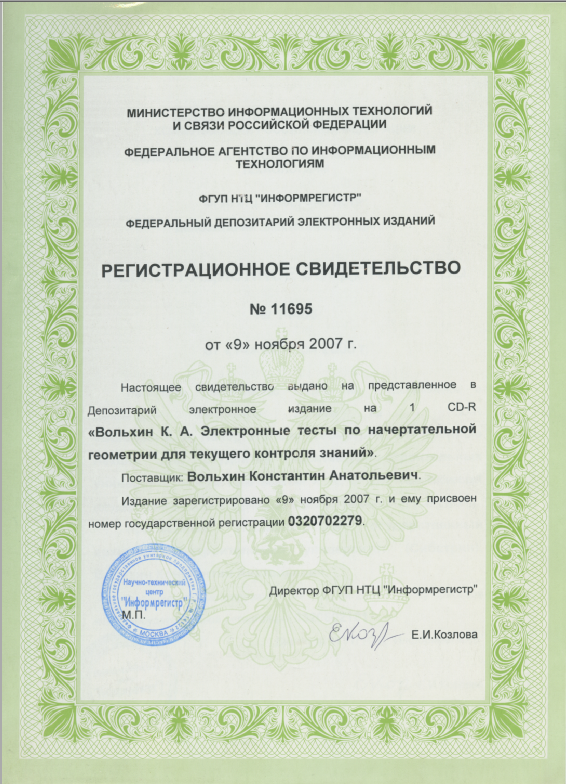 МИНИСТЕРСТВО ИНФОРМАЦИОННЫХ ТЕХНОЛОГИЙ
И СВЯЗИ РОССИЙСКОЙ ФЕДЕРАЦИИ
ФЕДЕРАЛЬНОЕ АГЕНТСТВО ПО ИНФОРМАЦИОННЫМ
ТЕХНОЛОГИЯМ
ФГУП НТЦ "ИНФОРМРЕГИСТР"
ФЕДЕРАЛЬНЫЙ ДЕПОЗИТАРИЙ ЭЛЕКТРОННЫХ ИЗДАНИЙ
РЕГИСТРАЦИОННОЕ СВИДЕТЕЛЬСТВО
№ 11695
от «9» ноября 2007 г.
Настоящее свидетельство выдано на представленное в
Депозитарий электронное издание на 1 CD-R
«Вольхин К. А. Электронные тесты по начертательной
геометрии для текущего контроля знаний».
Поставщик: Вольхин Константин Анатольевич.
Издание зарегистрировано «9» ноября 2007 г. и ему присвоен
номер государственной регистрации 0320702279.
Научно-технический
центр
"Информрегистр"
МОСКВА
М.П.
Директор ФГУП НТЦ "Информрегистр"
Е.И.Козлова